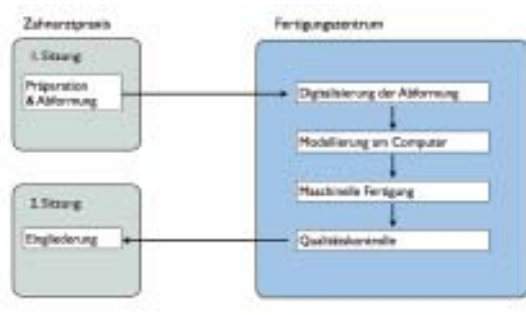 Zahnarztpraxis
Fertigungszentrum
1. Sitzung
Präparation
& Abformung
Digitalisierung der Abformung
Modellierung am Computer
Maschinelle Fertigung
2. Sitzung
Eingliederung
Qualitätskontrolle